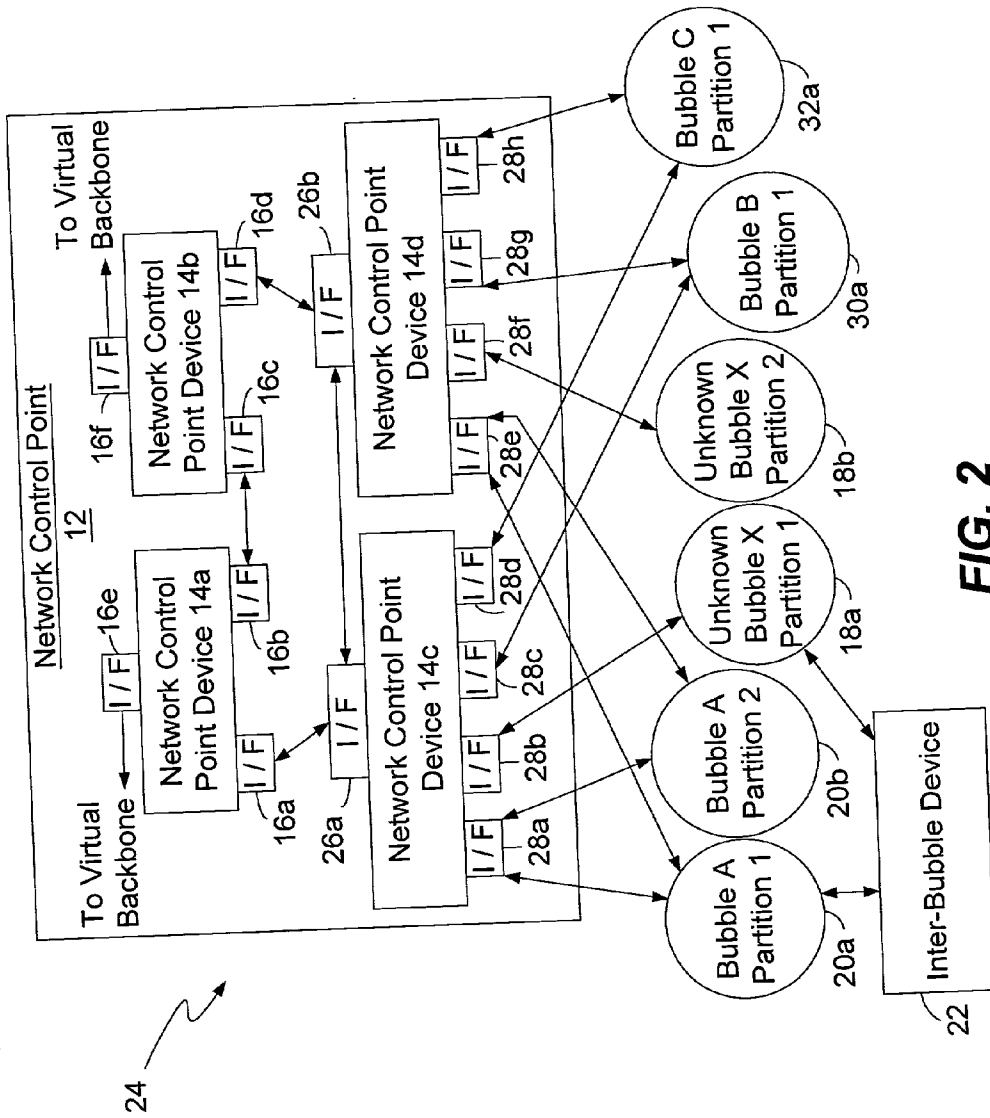 Network Control Point
12
To Virtual
Backbone
To Virtual
Backbone
16e
I / F
16f
I / F
Network Control
Point Device 14a
Network Control
Point Device 14b
I / F
16a
I / F
16b
I / F
16c
I / F
16d
26a
I / F
I / F
26b
Network Control Point
Device 14c
Network Control Point
Device 14d
I / F
28a
I / F
28b
I / F
28c
I / F
28d
I / F
28e
I / F
28f
I / F
28g
I / F
28h
24
Bubble A
Partition 1
20a
Bubble A
Partition 2
20b
Unknown
Bubble X
Partition 1
18a
Unknown
Bubble X
Partition 2
18b
Bubble B
Partition 1
30a
Bubble C
Partition 1
32a
Inter-Bubble Device
22
FIG. 2